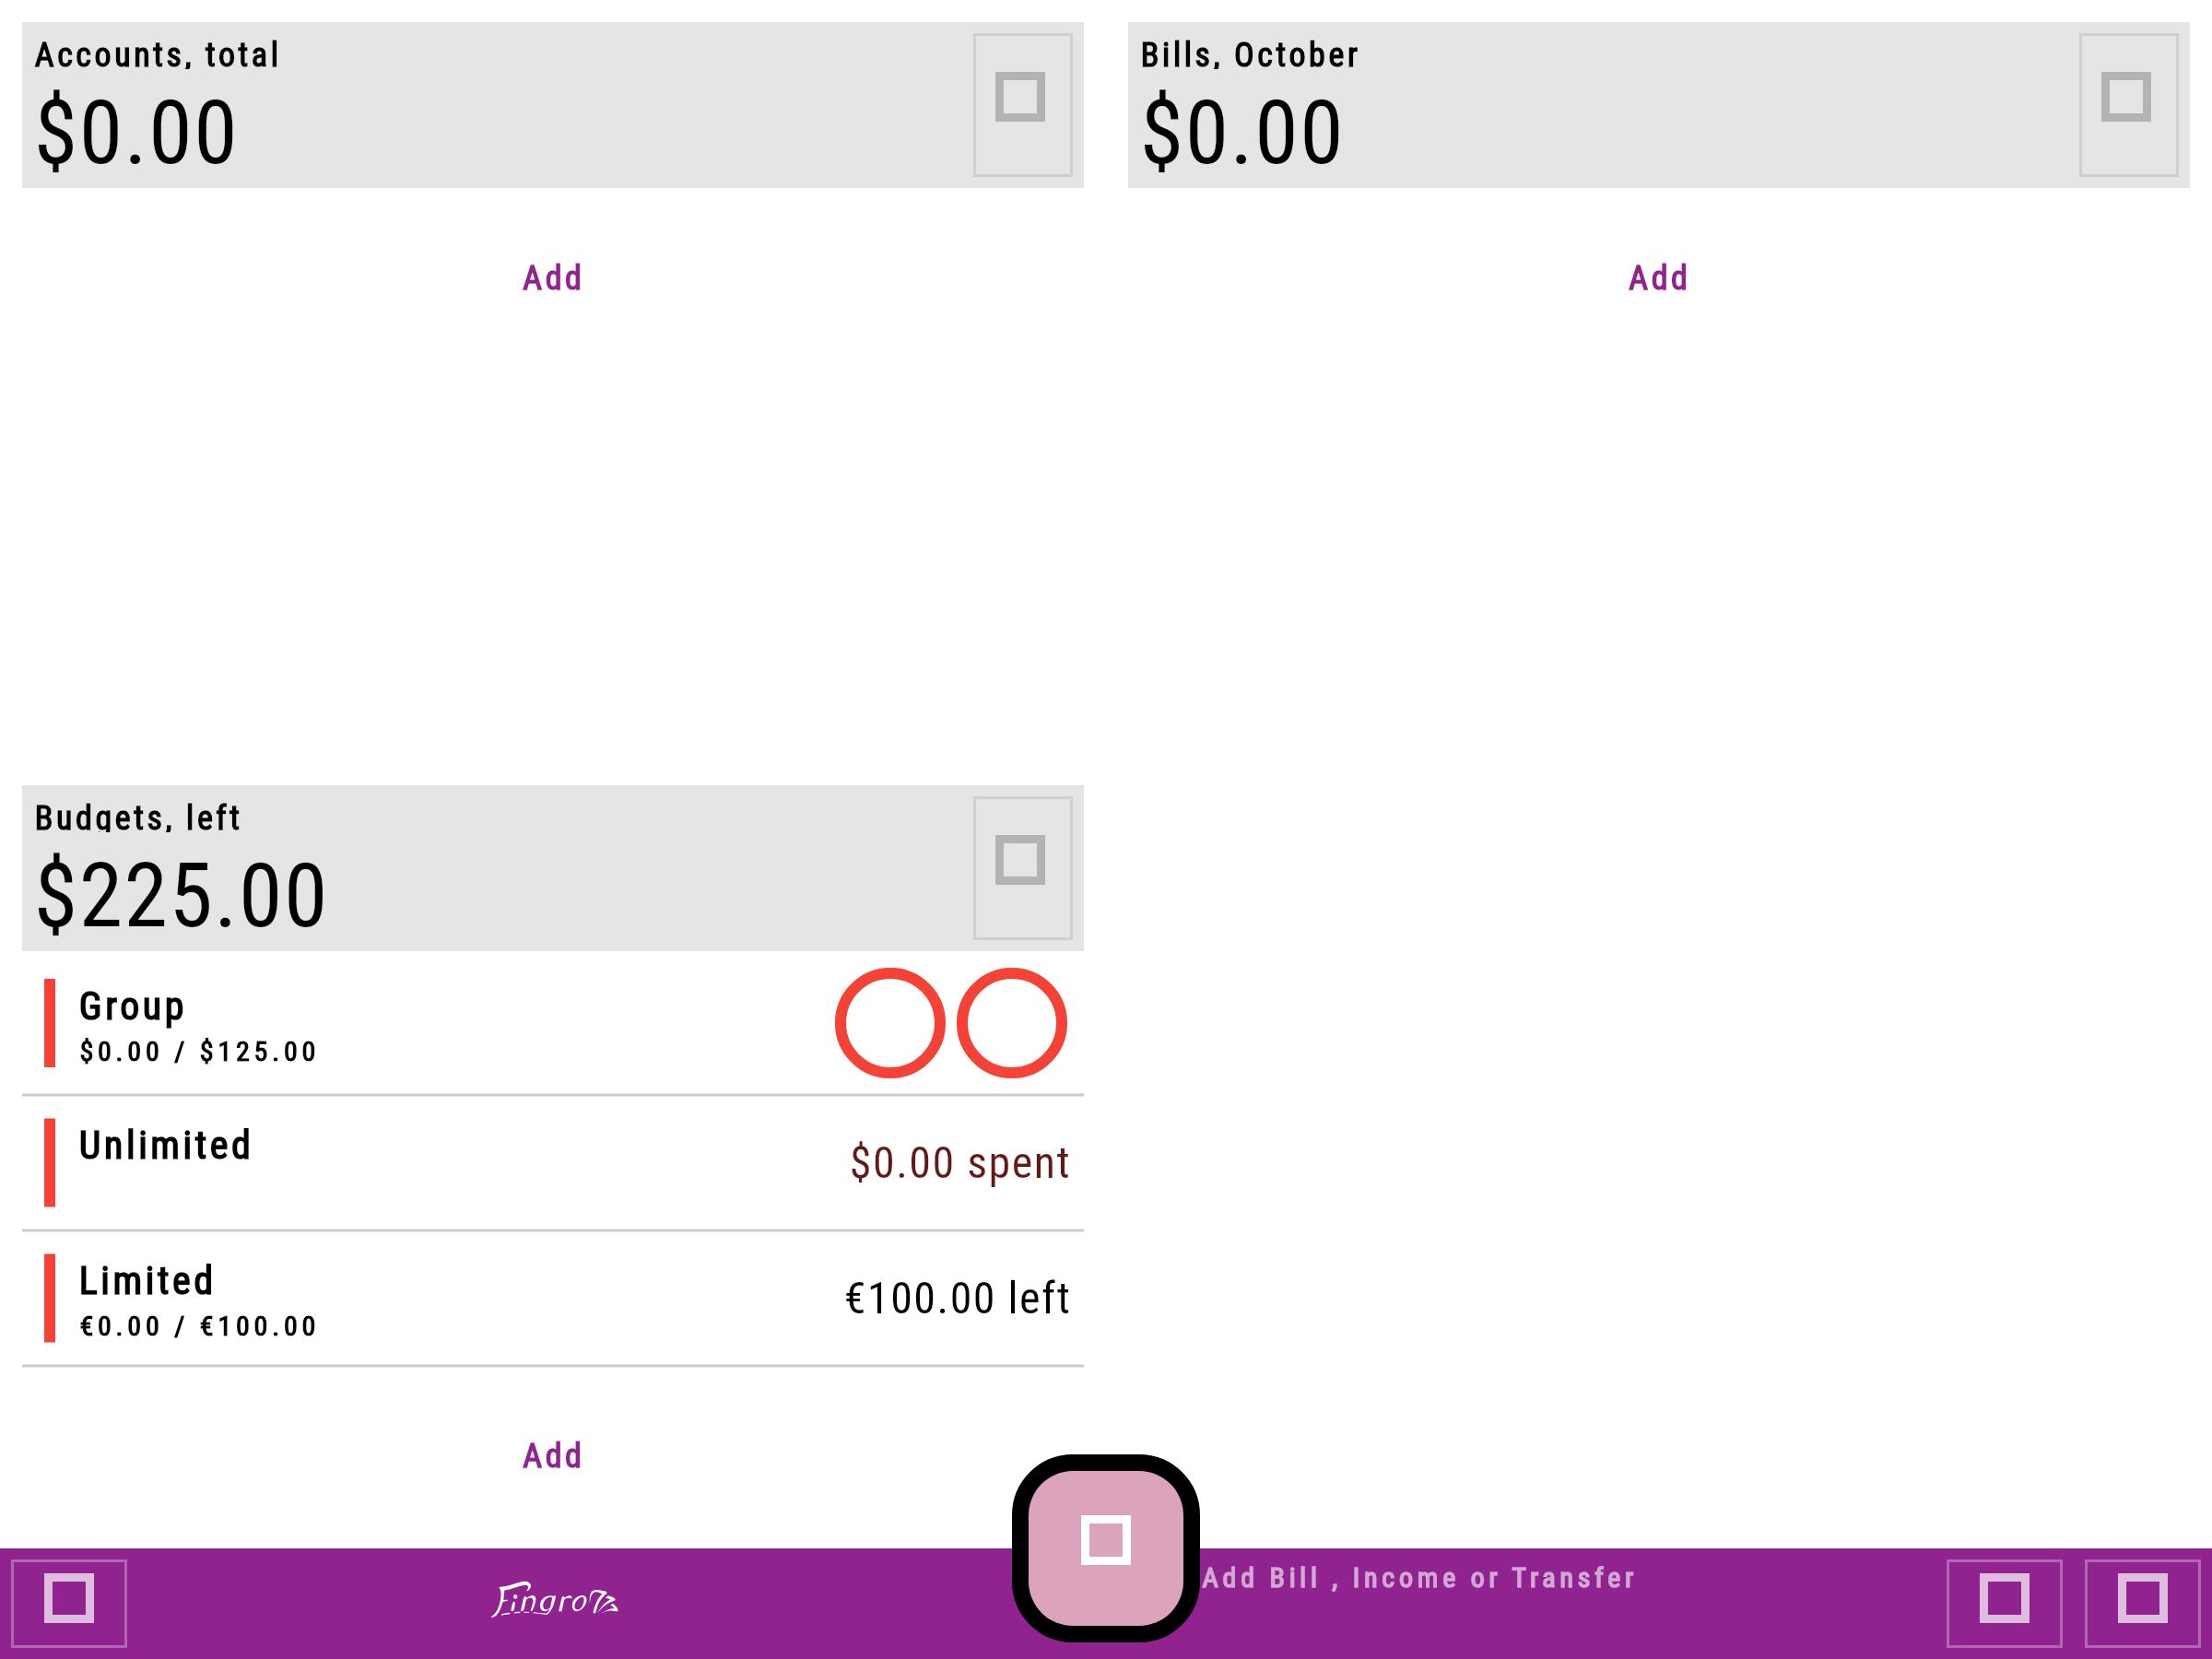 Accounts, total
$0.00
Add
Bills, October
$0.00
Add
Budgets, left
$225.00
Group
$0.00 / $125.00
Unlimited
$0.00 spent
Limited
€0.00 / €100.00
€100.00 left
Add
Add Bill , Income or Transfer